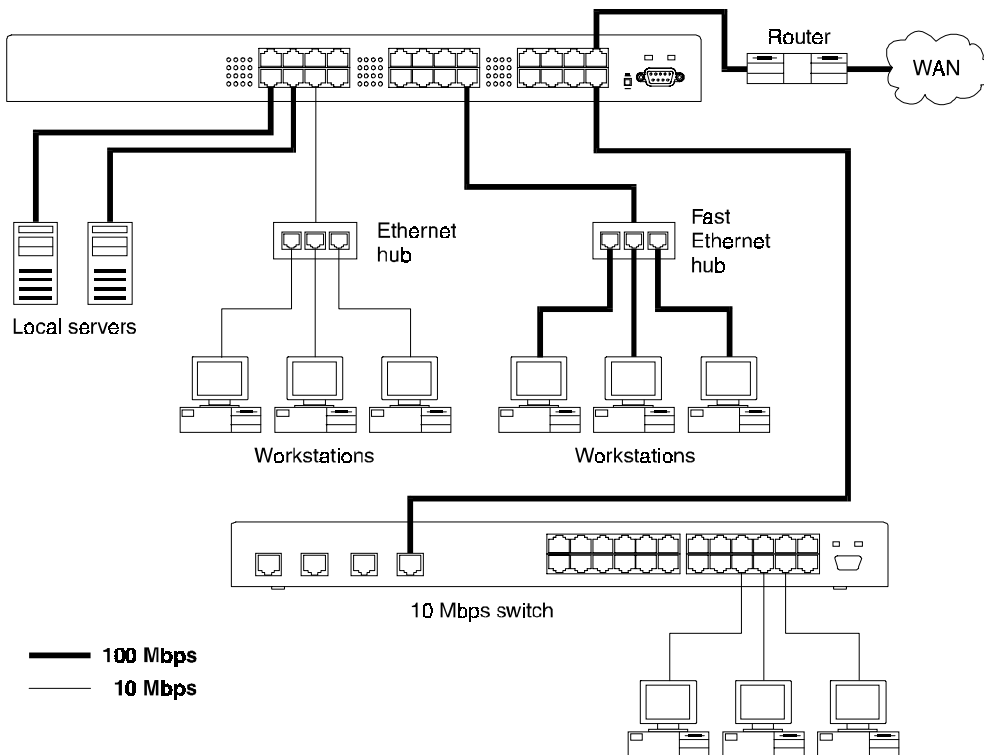 Router
WAN
Ethernet
hub
Fast
Ethernet
hub
Local servers
Workstations
Workstations
10 Mbps switch
100 Mbps
10 Mbps